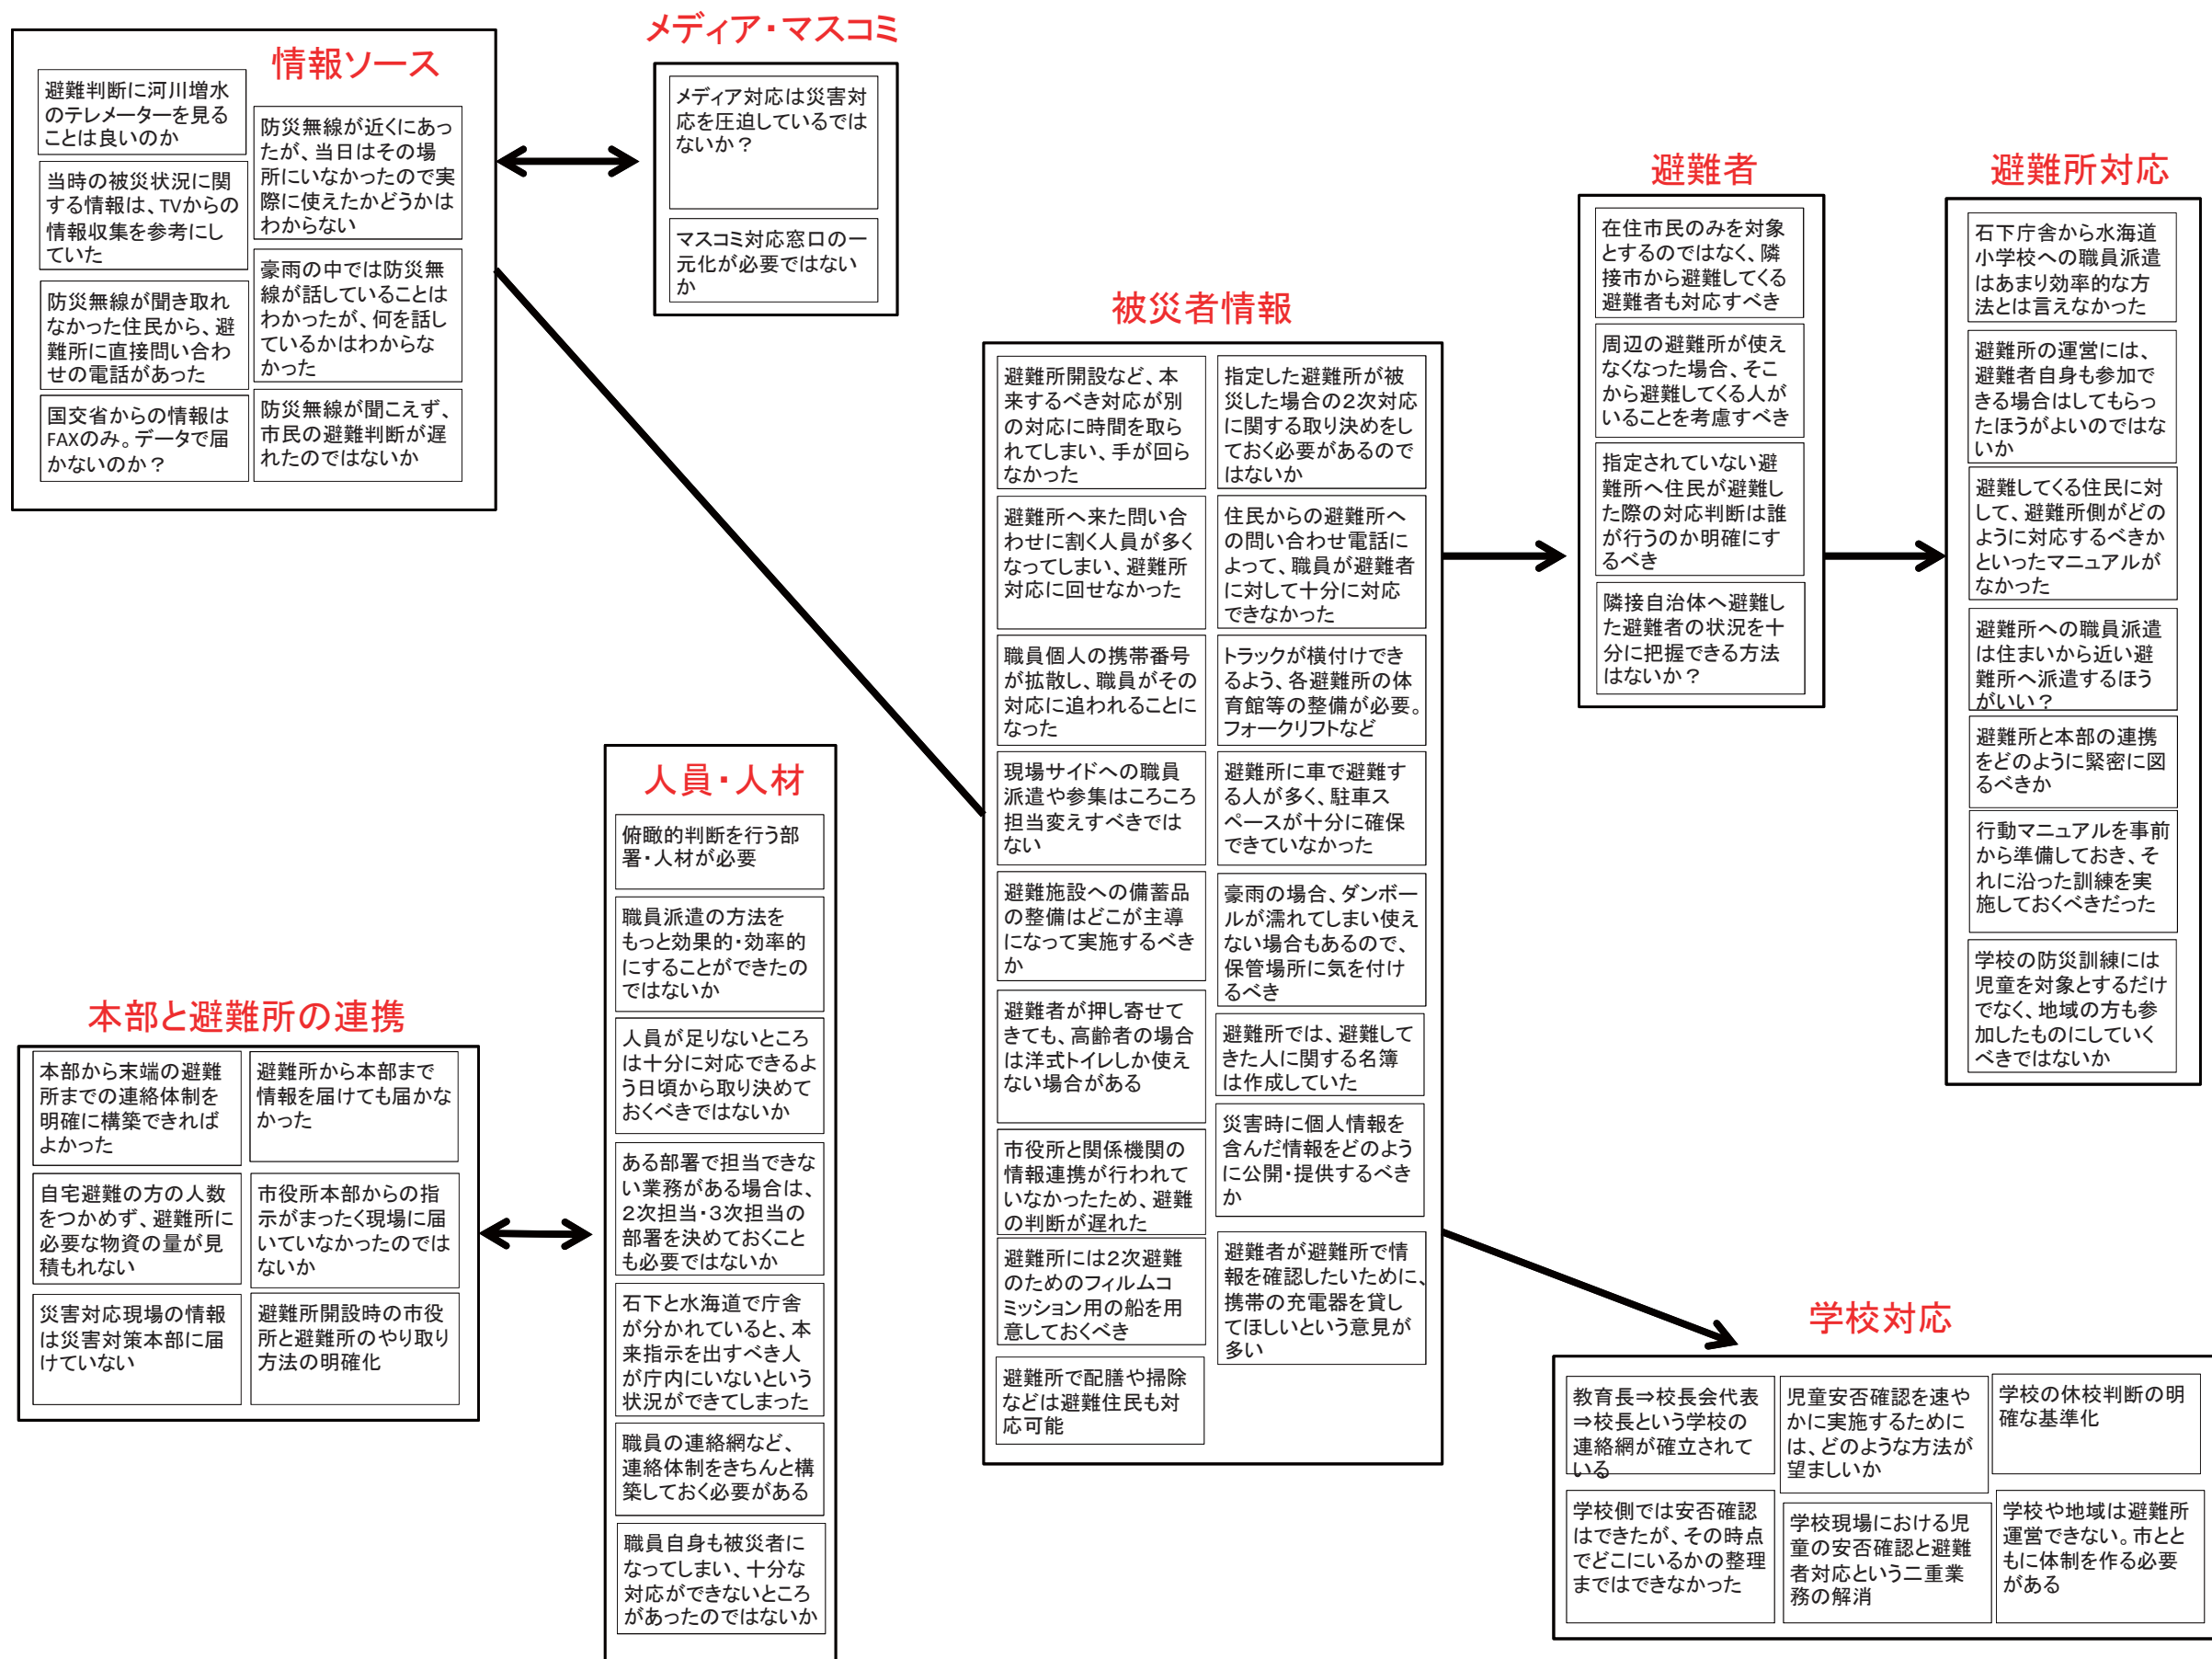 メディア・マスコミ
メディア対応は災害対
応を圧迫しているでは
ないか？
マスコミ対応窓口の一
元化が必要ではない
か
情報ソース
避難判断に河川増水
のテレメーターを見る
ことは良いのか
当時の被災状況に関
する情報は、TVからの
情報収集を参考にし
ていた
防災無線が聞き取れ
なかった住民から、避
難所に直接問い合わ
せの電話があった
国交省からの情報は
FAXのみ。データで届
かないのか？
防災無線が近くにあっ
たが、当日はその場
所にいなかったので実
際に使えたかどうかは
わからない
豪雨の中では防災無
線が話していることは
わかったが、何を話し
ているかはわからな
かった
防災無線が聞こえず、
市民の避難判断が遅
れたのではないか
被災者情報
避難所開設など、本
来するべき対応が別
の対応に時間を取ら
れてしまい、手が回ら
なかった
避難所へ来た問い合
わせに割く人員が多く
なってしまい、避難所
対応に回せなかった
職員個人の携帯番号
が拡散し、職員がその
対応に追われることに
なった
現場サイドへの職員
派遣や参集はころころ
担当変えすべきでは
ない
避難施設への備蓄品
の整備はどこが主導
になって実施するべき
か
避難者が押し寄せて
きても、高齢者の場合
は洋式トイレしか使え
ない場合がある
市役所と関係機関の
情報連携が行われて
いなかったため、避難
の判断が遅れた
避難所には２次避難
のためのフィルムコ
ミッション用の船を用
意しておくべき
避難所で配膳や掃除
などは避難住民も対
応可能
指定した避難所が被
災した場合の２次対応
に関する取り決めをし
ておく必要があるので
はないか
住民からの避難所へ
の問い合わせ電話に
よって、職員が避難者
に対して十分に対応
できなかった
トラックが横付けでき
るよう、各避難所の体
育館等の整備が必要。
フォークリフトなど
避難所に車で避難す
る人が多く、駐車ス
ペースが十分に確保
できていなかった
豪雨の場合、ダンボー
ルが濡れてしまい使え
ない場合もあるので、
保管場所に気を付け
るべき
避難所では、避難して
きた人に関する名簿
は作成していた
災害時に個人情報を
含んだ情報をどのよう
に公開・提供するべき
か
避難者が避難所で情
報を確認したいために、
携帯の充電器を貸し
てほしいという意見が
多い
避難者
在住市民のみを対象
とするのではなく、隣
接市から避難してくる
避難者も対応すべき
周辺の避難所が使え
なくなった場合、そこ
から避難してくる人が
いることを考慮すべき
指定されていない避
難所へ住民が避難し
た際の対応判断は誰
が行うのか明確にす
るべき
隣接自治体へ避難し
た避難者の状況を十
分に把握できる方法
はないか？
避難所対応
石下庁舎から水海道
小学校への職員派遣
はあまり効率的な方
法とは言えなかった
避難所の運営には、
避難者自身も参加で
きる場合はしてもらっ
たほうがよいのではな
いか
避難してくる住民に対
して、避難所側がどの
ように対応するべきか
といったマニュアルが
なかった
避難所への職員派遣
は住まいから近い避
難所へ派遣するほう
がいい？
避難所と本部の連携
をどのように緊密に図
るべきか
行動マニュアルを事前
から準備しておき、そ
れに沿った訓練を実
施しておくべきだった
学校の防災訓練には
児童を対象とするだけ
でなく、地域の方も参
加したものにしていく
べきではないか
人員・人材
俯瞰的判断を行う部
署・人材が必要
職員派遣の方法を
もっと効果的・効率的
にすることができたの
ではないか
人員が足りないところ
は十分に対応できるよ
う日頃から取り決めて
おくべきではないか
ある部署で担当できな
い業務がある場合は、
２次担当・３次担当の
部署を決めておくこと
も必要ではないか
石下と水海道で庁舎
が分かれていると、本
来指示を出すべき人
が庁内にいないという
状況ができてしまった
職員の連絡網など、
連絡体制をきちんと構
築しておく必要がある
職員自身も被災者に
なってしまい、十分な
対応ができないところ
があったのではないか
本部と避難所の連携
本部から末端の避難
所までの連絡体制を
明確に構築できれば
よかった
避難所から本部まで
情報を届けても届かな
かった
自宅避難の方の人数
をつかめず、避難所に
必要な物資の量が見
積もれない
市役所本部からの指
示がまったく現場に届
いていなかったのでは
ないか
災害対応現場の情報
は災害対策本部に届
けていない
避難所開設時の市役
所と避難所のやり取り
方法の明確化
学校対応
教育長⇒校長会代表
⇒校長という学校の
連絡網が確立されて
いる
児童安否確認を速や
かに実施するために
は、どのような方法が
望ましいか
学校の休校判断の明
確な基準化
学校側では安否確認
はできたが、その時点
でどこにいるかの整理
まではできなかった
学校現場における児
童の安否確認と避難
者対応という二重業
務の解消
学校や地域は避難所
運営できない。市とと
もに体制を作る必要
がある